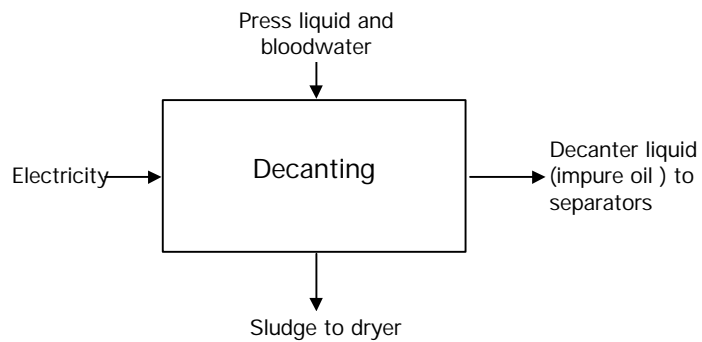 Press liquid and
bloodwater
Decanting
Electricity
Decanter liquid
(impure oil ) to
separators
Sludge to dryer